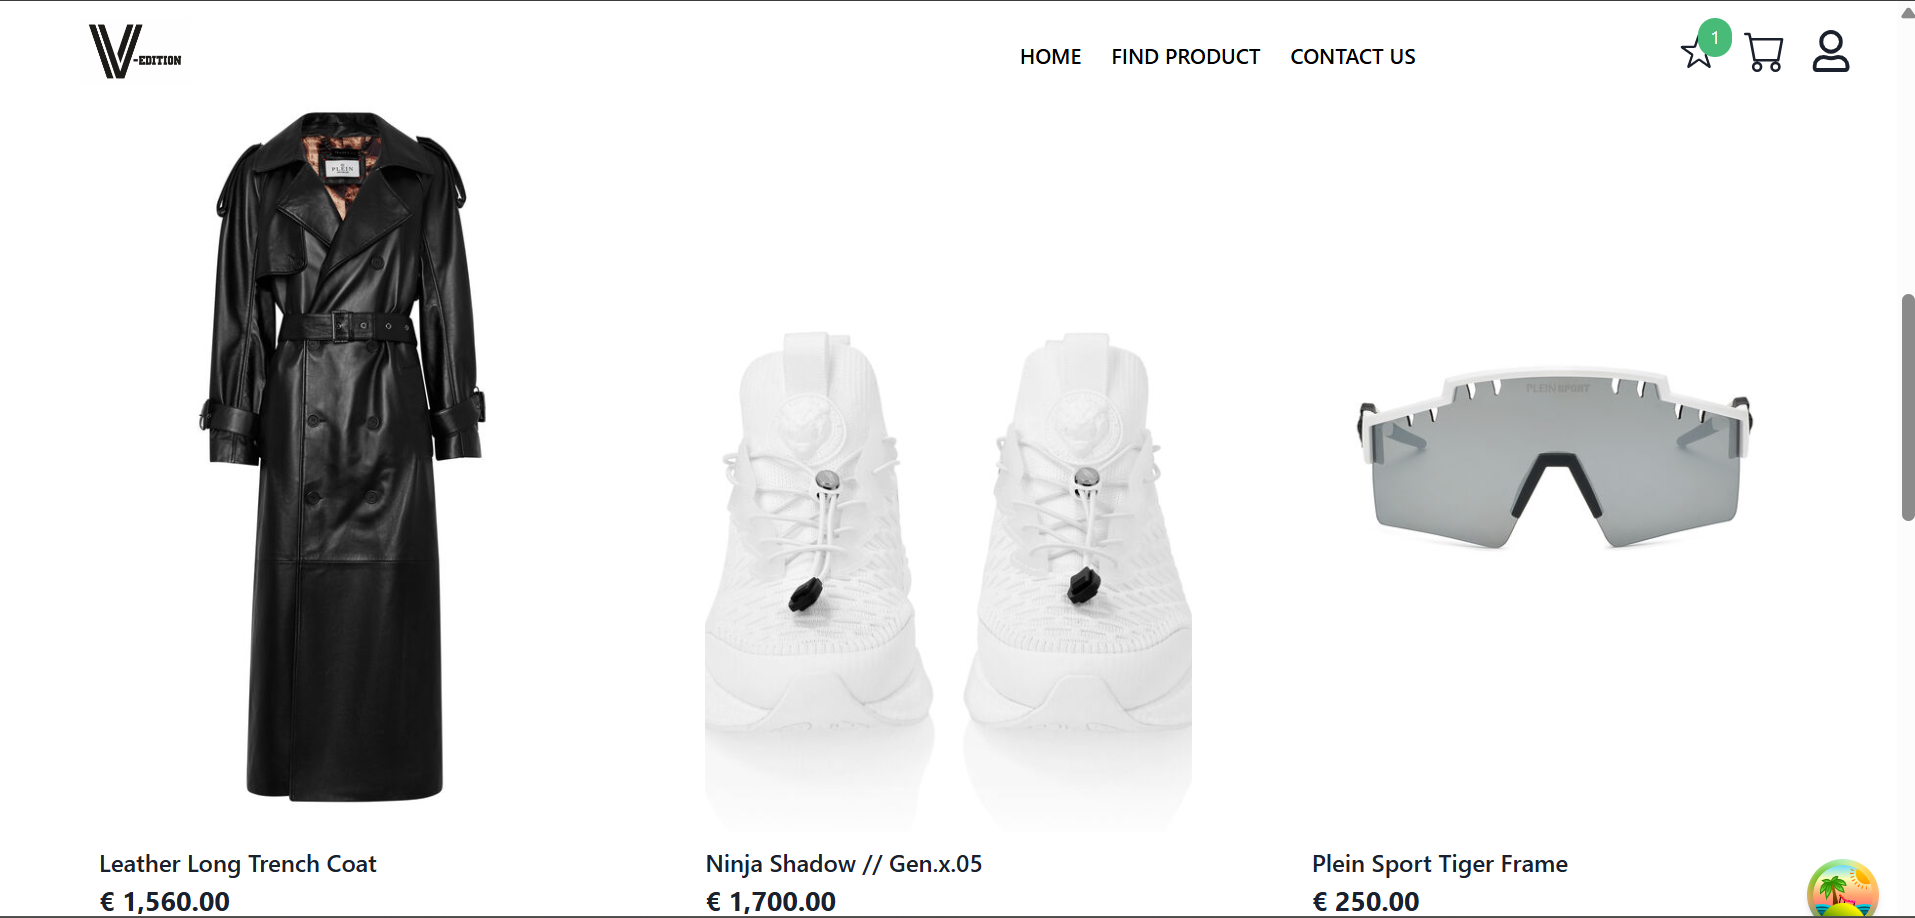 V-EDITION
HOME
FIND PRODUCT
CONTACT US
1
PLEIN
PLEIN SPORT
Leather Long Trench Coat
Ninja Shadow // Gen.x.05
Plein Sport Tiger Frame
€ 1,560.00
€ 1,700.00
€ 250.00